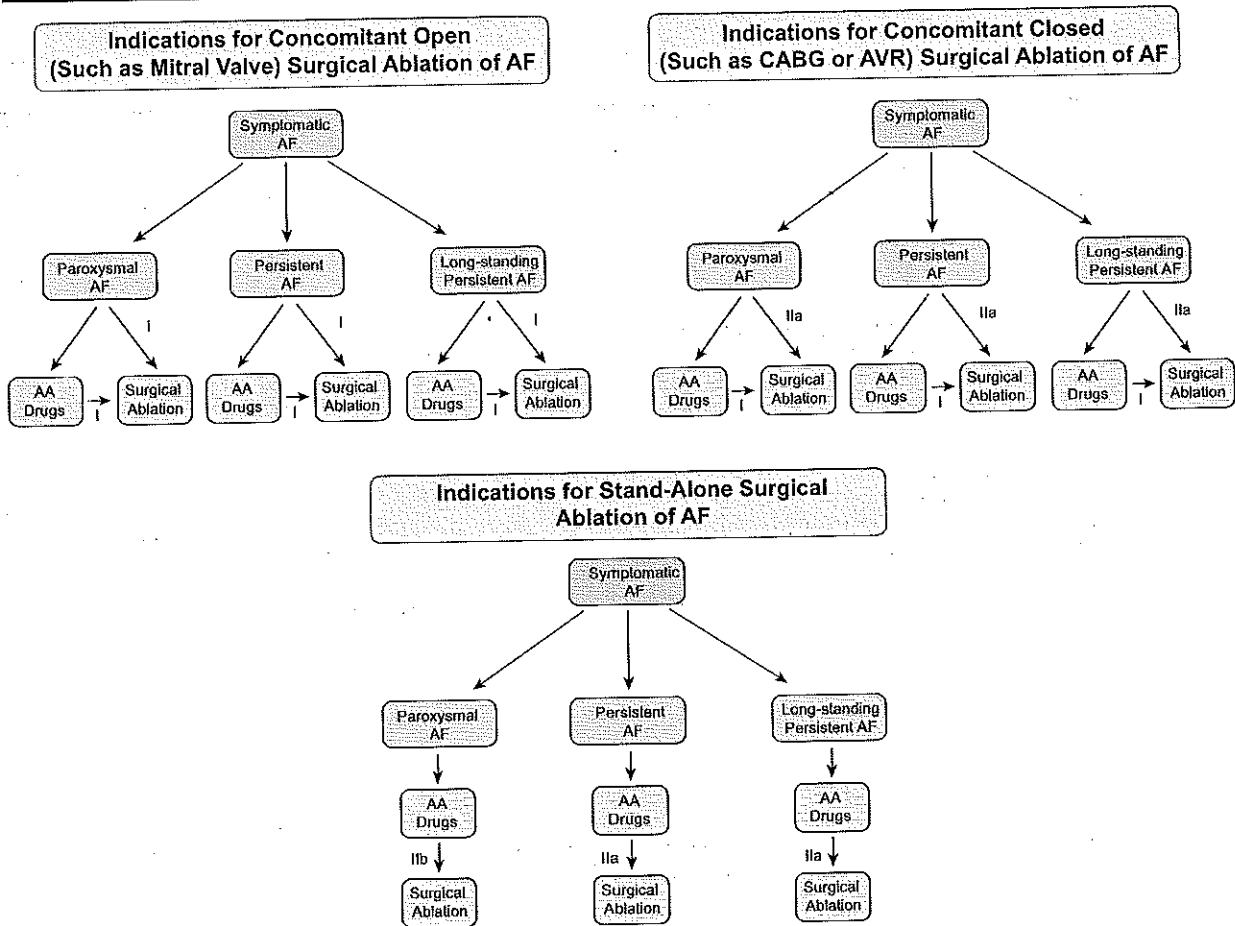 Indications for Concomitant Open
(Such as Mitral Valve) Surgical Ablation of AF
Symptomatic
AF
Paroxysmal
AF
Persistent
AF
Long-standing
Persistent AF
I
I
I
AA
Drugs
I
Surgical
Ablation
AA
Drugs
I
Surgical
Ablation
AA
Drugs
I
Surgical
Ablation
Indications for Concomitant Closed
(Such as CABG or AVR) Surgical Ablation of AF
Symptomatic
AF
Paroxysmal
AF
Persistent
AF
Long-standing
Persistent AF
IIa
IIa
IIa
AA
Drugs
I
Surgical
Ablation
AA
Drugs
I
Surgical
Ablation
AA
Drugs
I
Surgical
Ablation
Indications for Stand-Alone Surgical
Ablation of AF
Symptomatic
AF
Paroxysmal
AF
Persistent
AF
Long-standing
Persistent AF
AA
Drugs
AA
Drugs
AA
Drugs
IIb
IIa
IIa
Surgical
Ablation
Surgical
Ablation
Surgical
Ablation